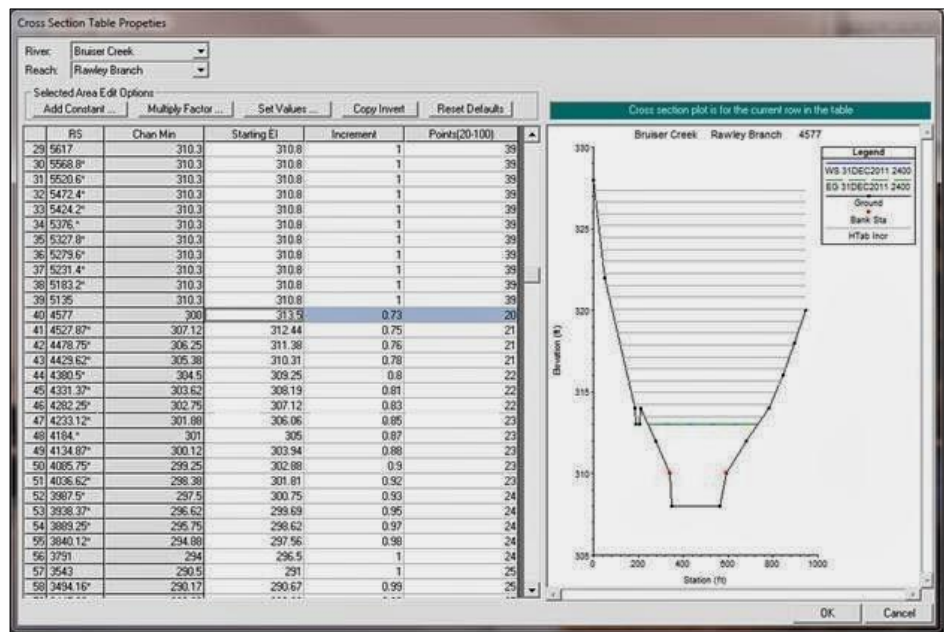 Cross Section Table Propeties
River: Bruiser Creek
Reach: Rawley Branch
Selected Area Edit Options
Add Constant ... Multiply Factor ... Set Values ... Copy Invert Reset Defaults
RS Chan Min Starting El Increment Points(20-100)
29 5617 310.3 310.8 1 39
30 5568.8* 310.3 310.8 1 39
31 5520.6* 310.3 310.8 1 39
32 5472.4* 310.3 310.8 1 39
33 5424.2* 310.3 310.8 1 39
34 5376.* 310.3 310.8 1 39
35 5327.8* 310.3 310.8 1 39
36 5279.6* 310.3 310.8 1 39
37 5231.4* 310.3 310.8 1 39
38 5183.2* 310.3 310.8 1 39
39 5135 310.3 310.8 1 39
40 4577 300 313.5 0.73 20
41 4527.87* 307.12 312.44 0.75 21
42 4478.75* 306.25 311.38 0.76 21
43 4429.62* 305.38 310.31 0.78 21
44 4380.5* 304.5 309.25 0.8 22
45 4331.37* 303.62 308.19 0.81 22
46 4282.25* 302.75 307.12 0.83 22
47 4233.12* 301.88 306.06 0.85 23
48 4184.* 301 305 0.87 23
49 4134.87* 300.12 303.94 0.88 23
50 4085.75* 299.25 302.88 0.9 23
51 4036.62* 298.38 301.81 0.92 23
52 3987.5* 297.5 300.75 0.93 24
53 3938.37* 296.62 299.69 0.95 24
54 3889.25* 295.75 298.62 0.97 24
55 3840.12* 294.88 297.56 0.98 24
56 3791 294 296.5 1 24
57 3543 290.5 291 1 25
58 3494.16* 290.17 290.67 0.99 25
Cross section plot is for the current row in the table
Bruiser Creek Rawley Branch 4577
Legend
WS 31DEC2011 2400
EG 31DEC2011 2400
Ground
Bank Sta
HTab Incr
330
325
320
315
310
305
Elevation (ft)
0 200 400 600 800 1000
Station (ft)
OK Cancel